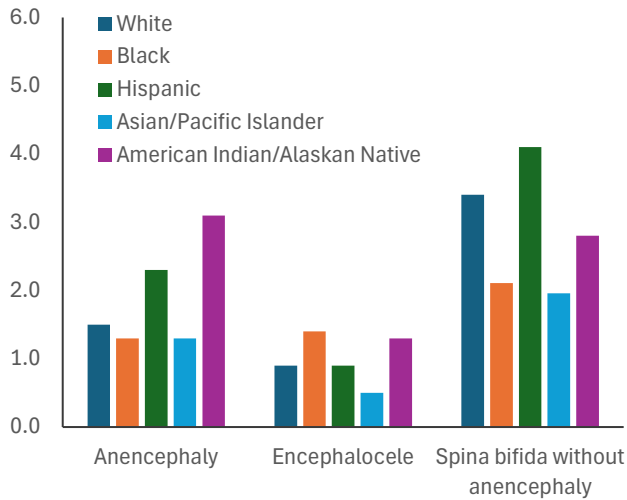 6.0
5.0
4.0
3.0
2.0
1.0
0.0
White
Black
Hispanic
Asian/Pacific Islander
American Indian/Alaskan Native
Anencephaly
Encephalocele
Spina bifida without
anencephaly